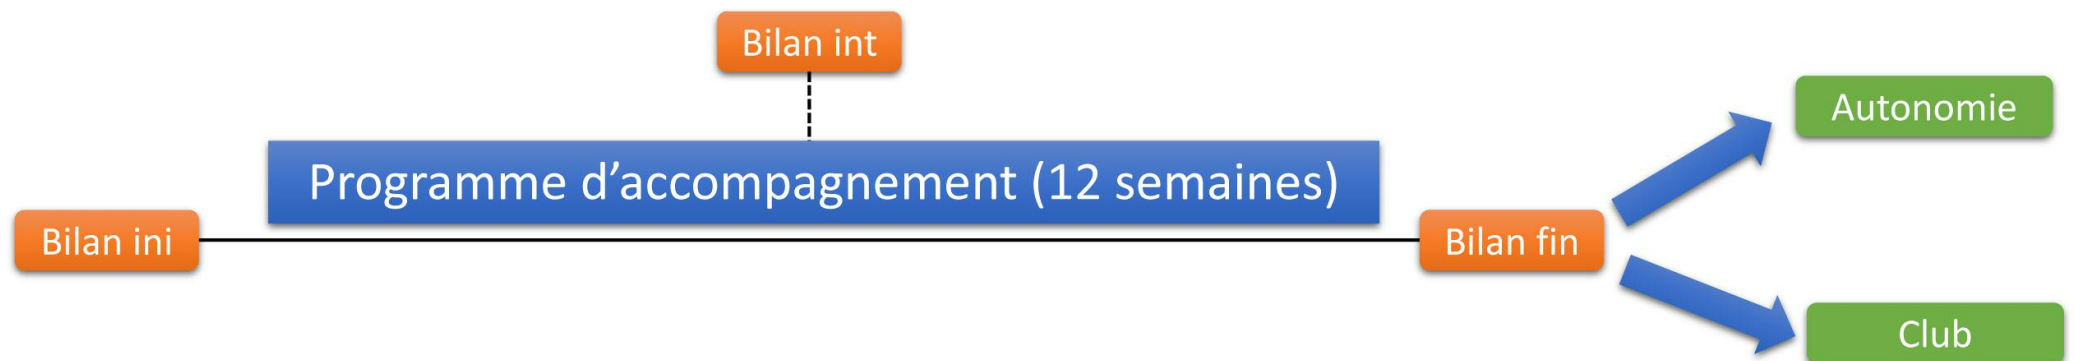 Bilan int
Autonomie
Programme d’accompagnement (12 semaines)
Bilan ini
Bilan fin
Club